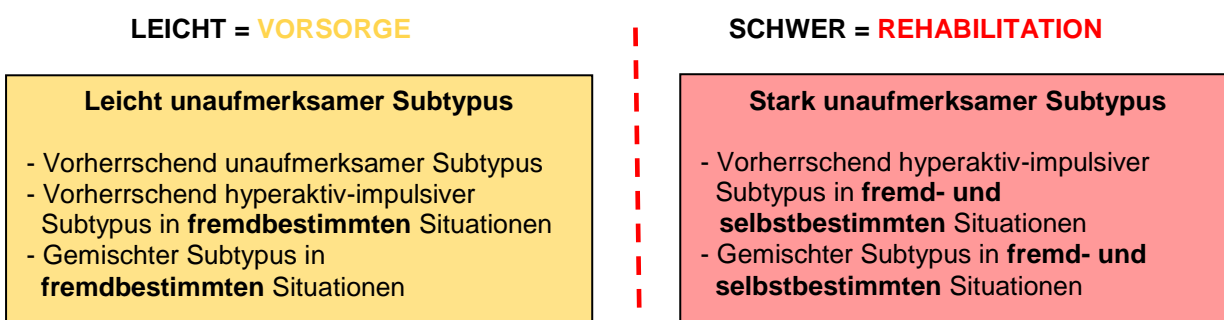 LEICHT = VORSORGE
SCHWER = REHABILITATION
Leicht unaufmerksamer Subtypus
- Vorherrschend unaufmerksamer Subtypus
- Vorherrschend hyperaktiv-impulsiver
Subtypus in fremdbestimmten Situationen
- Gemischter Subtypus in
fremdbestimmten Situationen
Stark unaufmerksamer Subtypus
- Vorherrschend hyperaktiv-impulsiver
Subtypus in fremd- und
selbstbestimmten Situationen
- Gemischter Subtypus in fremd- und
selbstbestimmten Situationen